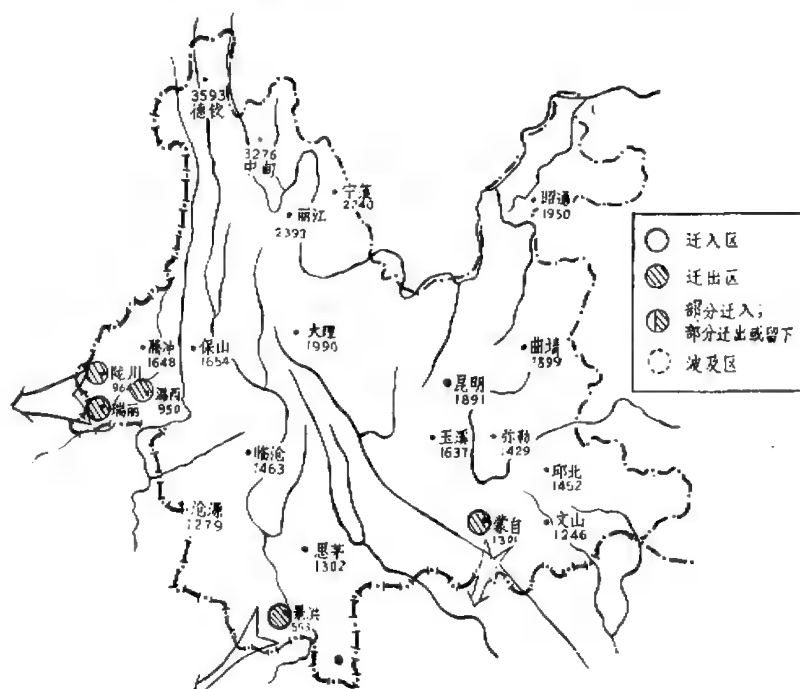 3593
德钦
3276
中甸
宁蒗
2240
丽江
2393
昭通
1950
迁入区
迁出区
部分迁入;
部分迁出或留下
波及区
大理
1990
腾冲
1648
保山
1654
曲靖
1899
陇川
964
潞西
950
瑞丽
昆明
1891
玉溪
1637
弥勒
1429
临沧
1463
邱北
1452
沧源
1279
蒙自
1301
文山
1246
思茅
1302
景洪
553